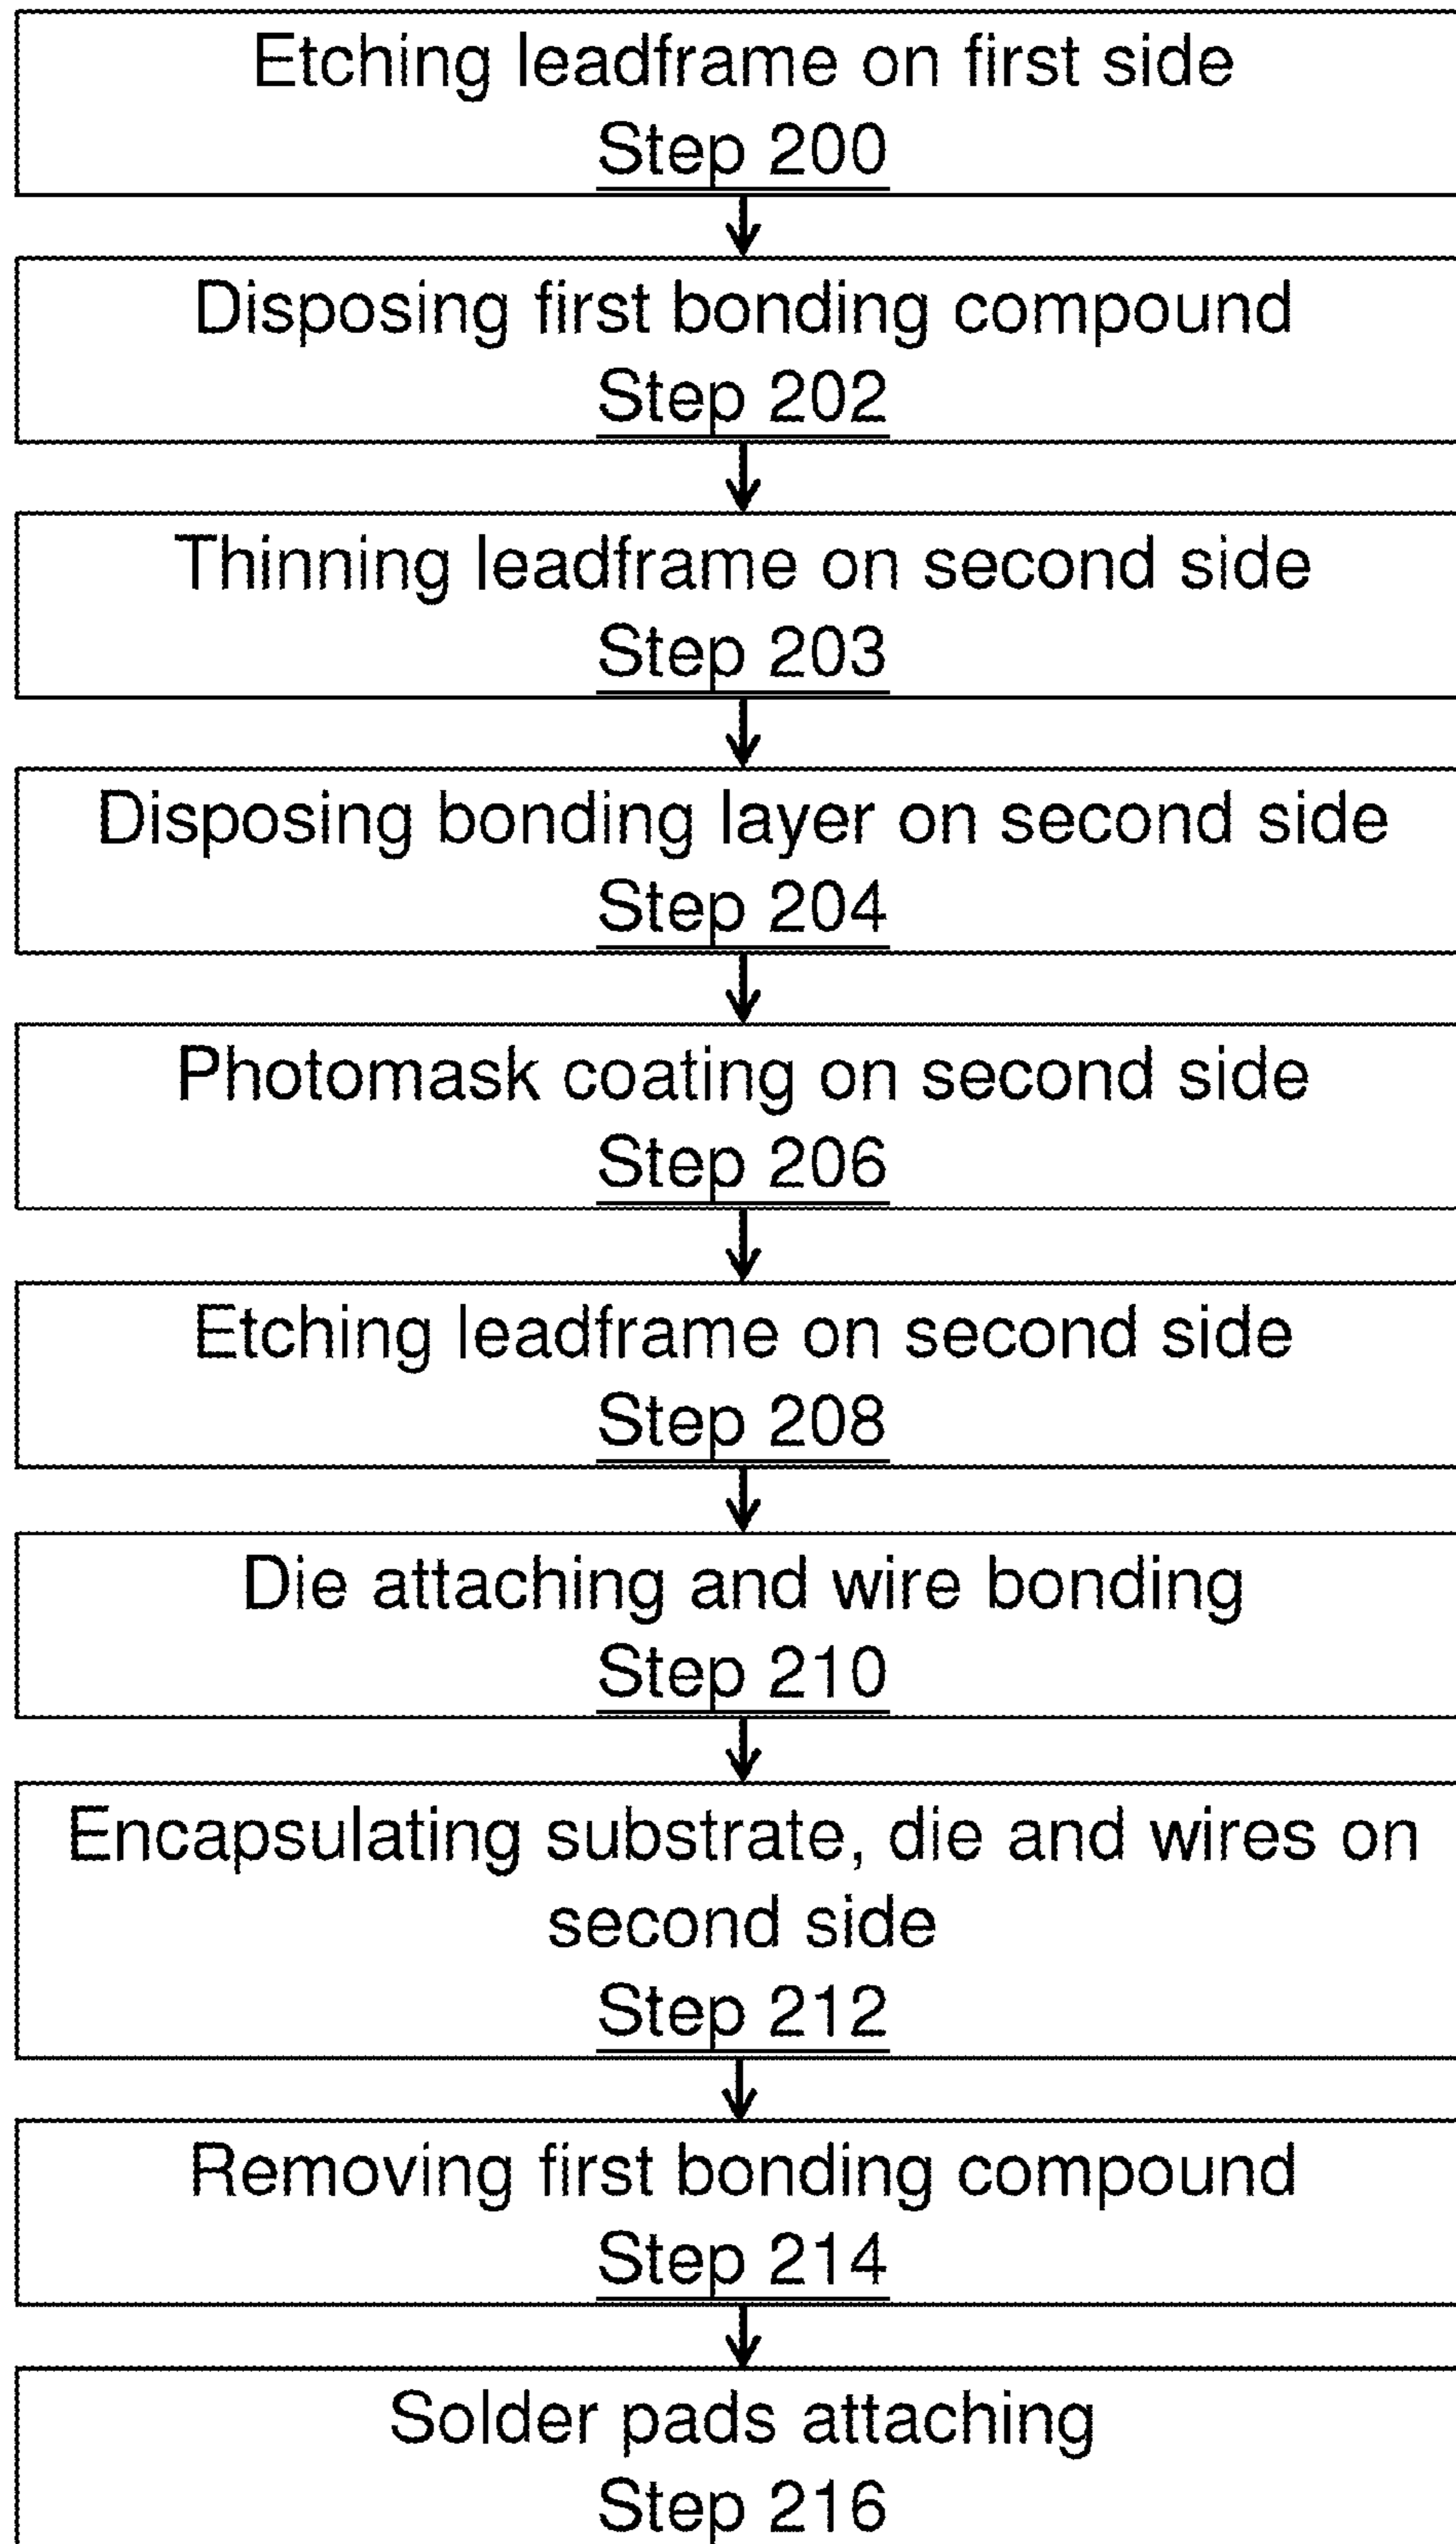 Etching leadframe on first side
Step 200
Disposing first bonding compound
Step 202
Thinning leadframe on second side
Step 203
Disposing bonding layer on second side
Step 204
Photomask coating on second side
Step 206
Etching leadframe on second side
Step 208
Die attaching and wire bonding
Step 210
Encapsulating substrate, die and wires on
second side
Step 212
Removing first bonding compound
Step 214
Solder pads attaching
Step 216